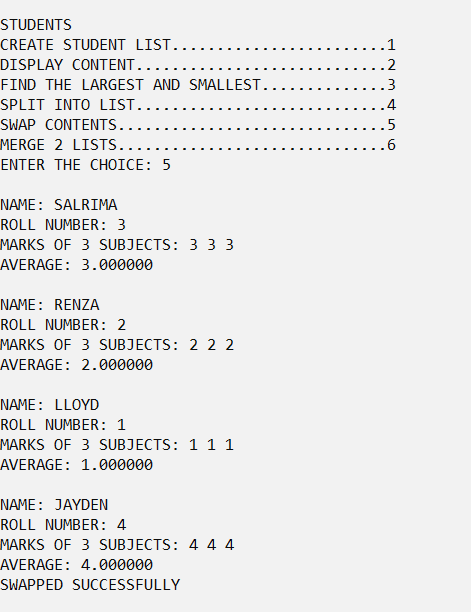 STUDENTS
CREATE STUDENT LIST........................1
DISPLAY CONTENT............................2
FIND THE LARGEST AND SMALLEST..............3
SPLIT INTO LIST............................4
SWAP CONTENTS..............................5
MERGE 2 LISTS..............................6
ENTER THE CHOICE: 5
NAME: SALRIMA
ROLL NUMBER: 3
MARKS OF 3 SUBJECTS: 3 3 3
AVERAGE: 3.000000
NAME: RENZA
ROLL NUMBER: 2
MARKS OF 3 SUBJECTS: 2 2 2
AVERAGE: 2.000000
NAME: LLOYD
ROLL NUMBER: 1
MARKS OF 3 SUBJECTS: 1 1 1
AVERAGE: 1.000000
NAME: JAYDEN
ROLL NUMBER: 4
MARKS OF 3 SUBJECTS: 4 4 4
AVERAGE: 4.000000
SWAPPED SUCCESSFULLY